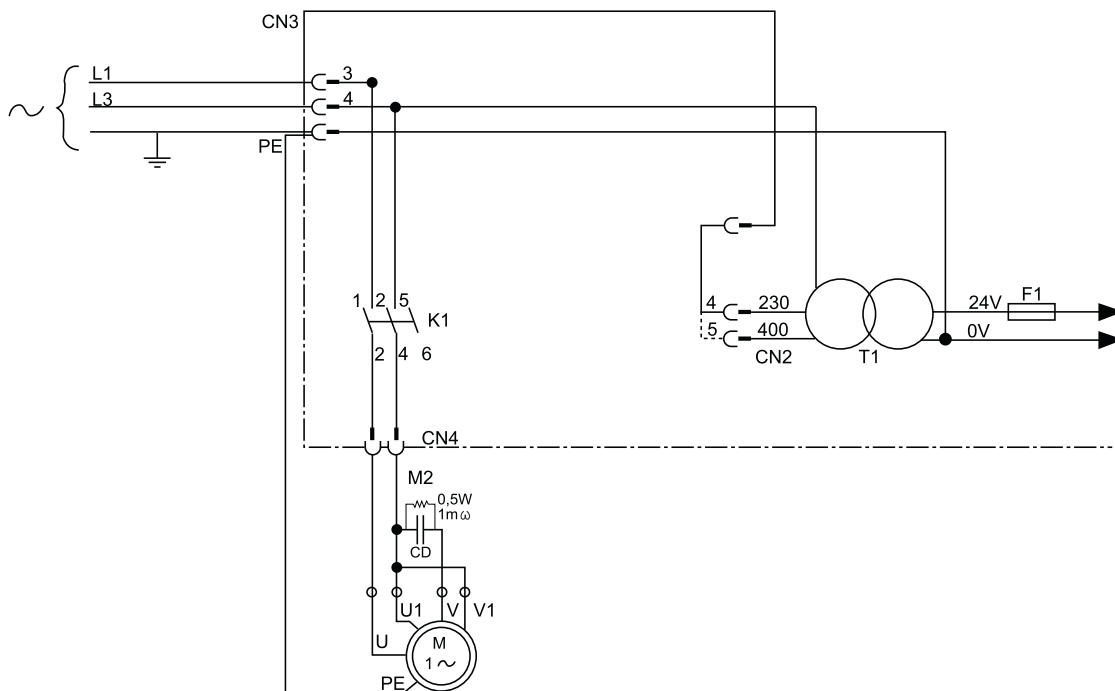 CN3
L1 3
L3 4
PE
1 2 5 K1
2 4 6
4 230
5 400
CN2
T1
24V F1
0V
CN4
M2
0,5W
1mω
CD
U1 V V1
U
M
1
PE